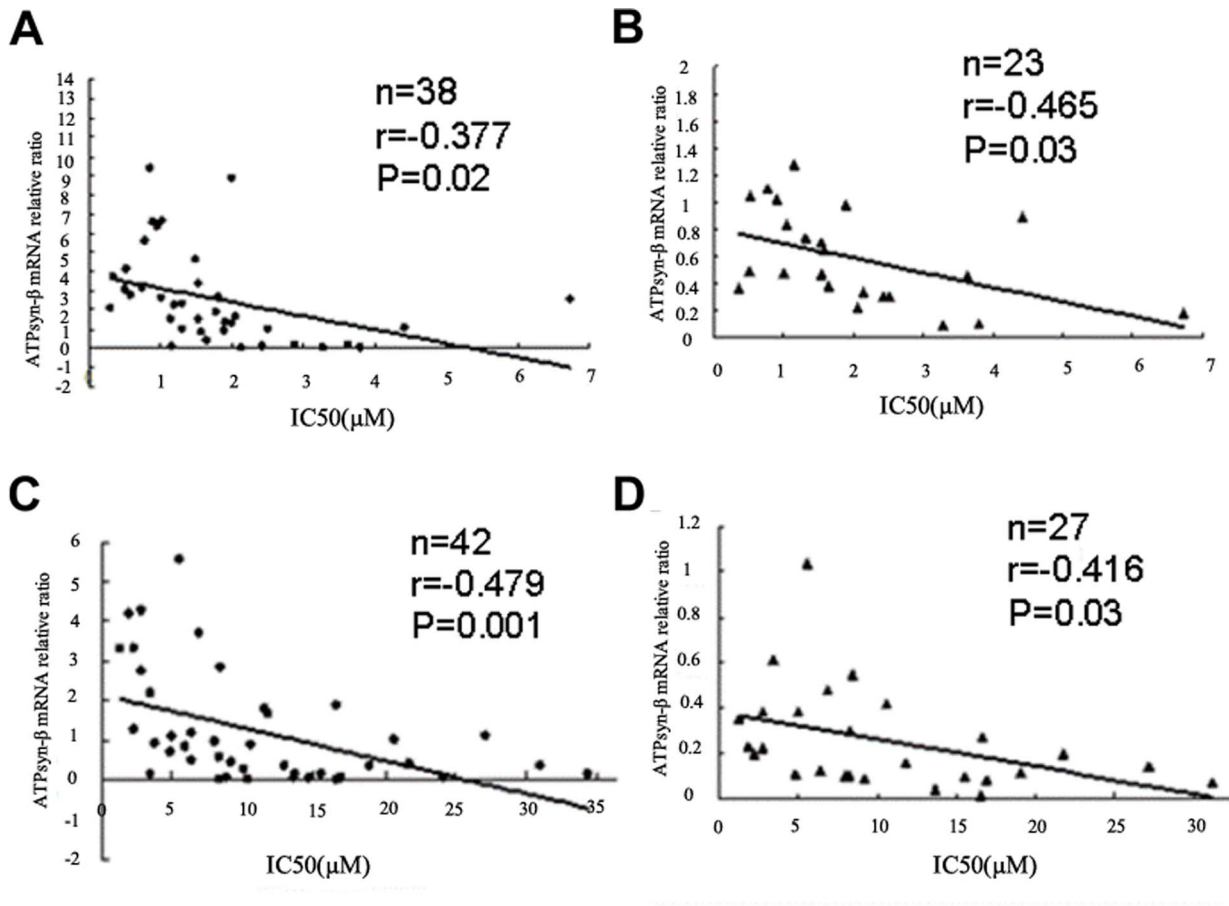 A
ATPsyn-β mRNA relative ratio
14
13
12
11
10
9
8
7
6
5
4
3
2
1
0
-1
-2
n=38
r=-0.377
P=0.02
1 2 3 4 5 6 7
IC50(μM)
B
ATPsyn-β mRNA relative ratio
2
1.8
1.6
1.4
1.2
1
0.8
0.6
0.4
0.2
0
n=23
r=-0.465
P=0.03
0 1 2 3 4 5 6 7
IC50(μM)
C
ATPsyn-β mRNA relative ratio
6
5
4
3
2
1
0
-1
-2
n=42
r=-0.479
P=0.001
0 5 10 15 20 25 30 35
IC50(μM)
D
ATPsyn-β mRNA relative ratio
1.2
1
0.8
0.6
0.4
0.2
0
n=27
r=-0.416
P=0.03
0 5 10 15 20 25 30
IC50(μM)